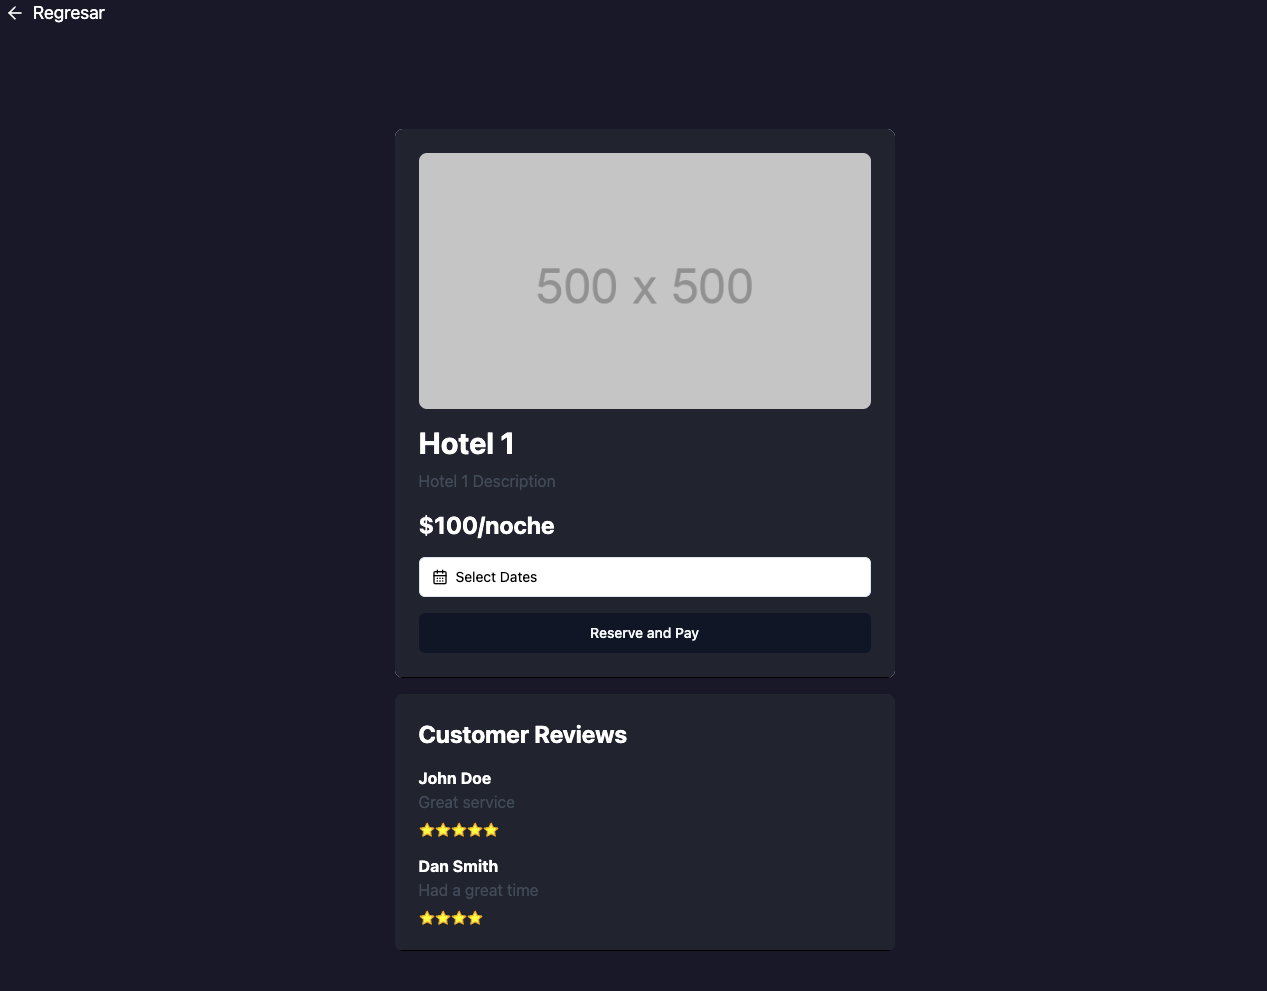 Regresar
500 x 500
Hotel 1
Hotel 1 Description
$100/noche
Select Dates
Reserve and Pay
Customer Reviews
John Doe
Great service
Dan Smith
Had a great time